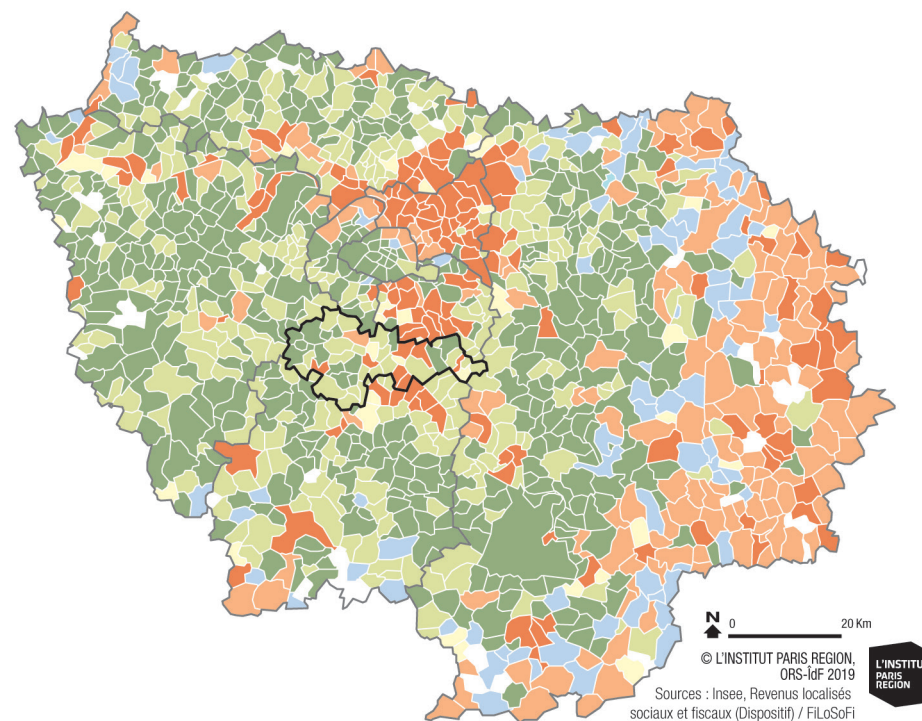 N
0
20 Km
© L'INSTITUT PARIS REGION,
ORS-ÎdF 2019
Sources : Insee, Revenus localisés
sociaux et fiscaux (Dispositif) / FiLoSoFi
PARIS
REGION